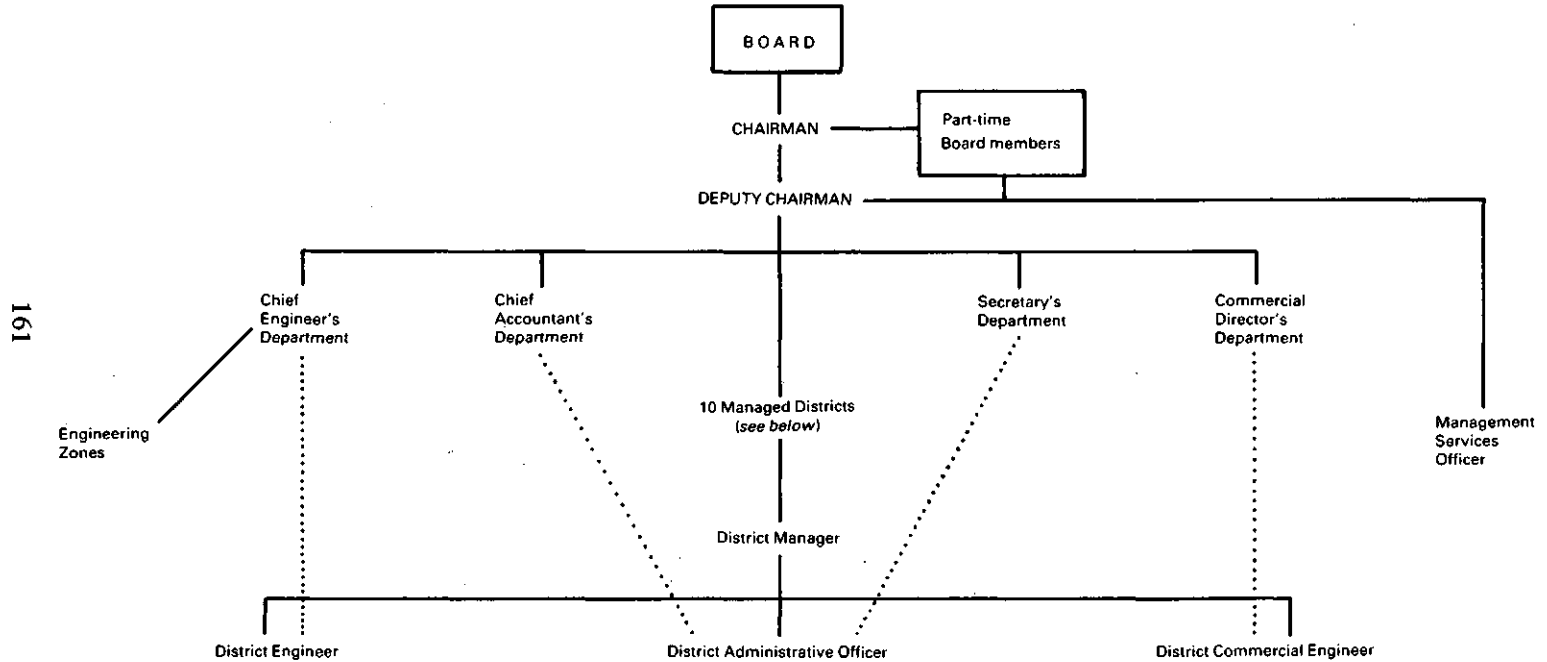 BOARD
CHAIRMAN
Part-time
Board members
DEPUTY CHAIRMAN
Chief
Engineer's
Department
Chief
Accountant's
Department
Secretary's
Department
Commercial
Director's
Department
161
10 Managed Districts
(see below)
Engineering
Zones
Management
Services
Officer
District Manager
District Engineer
District Administrative Officer
District Commercial Engineer